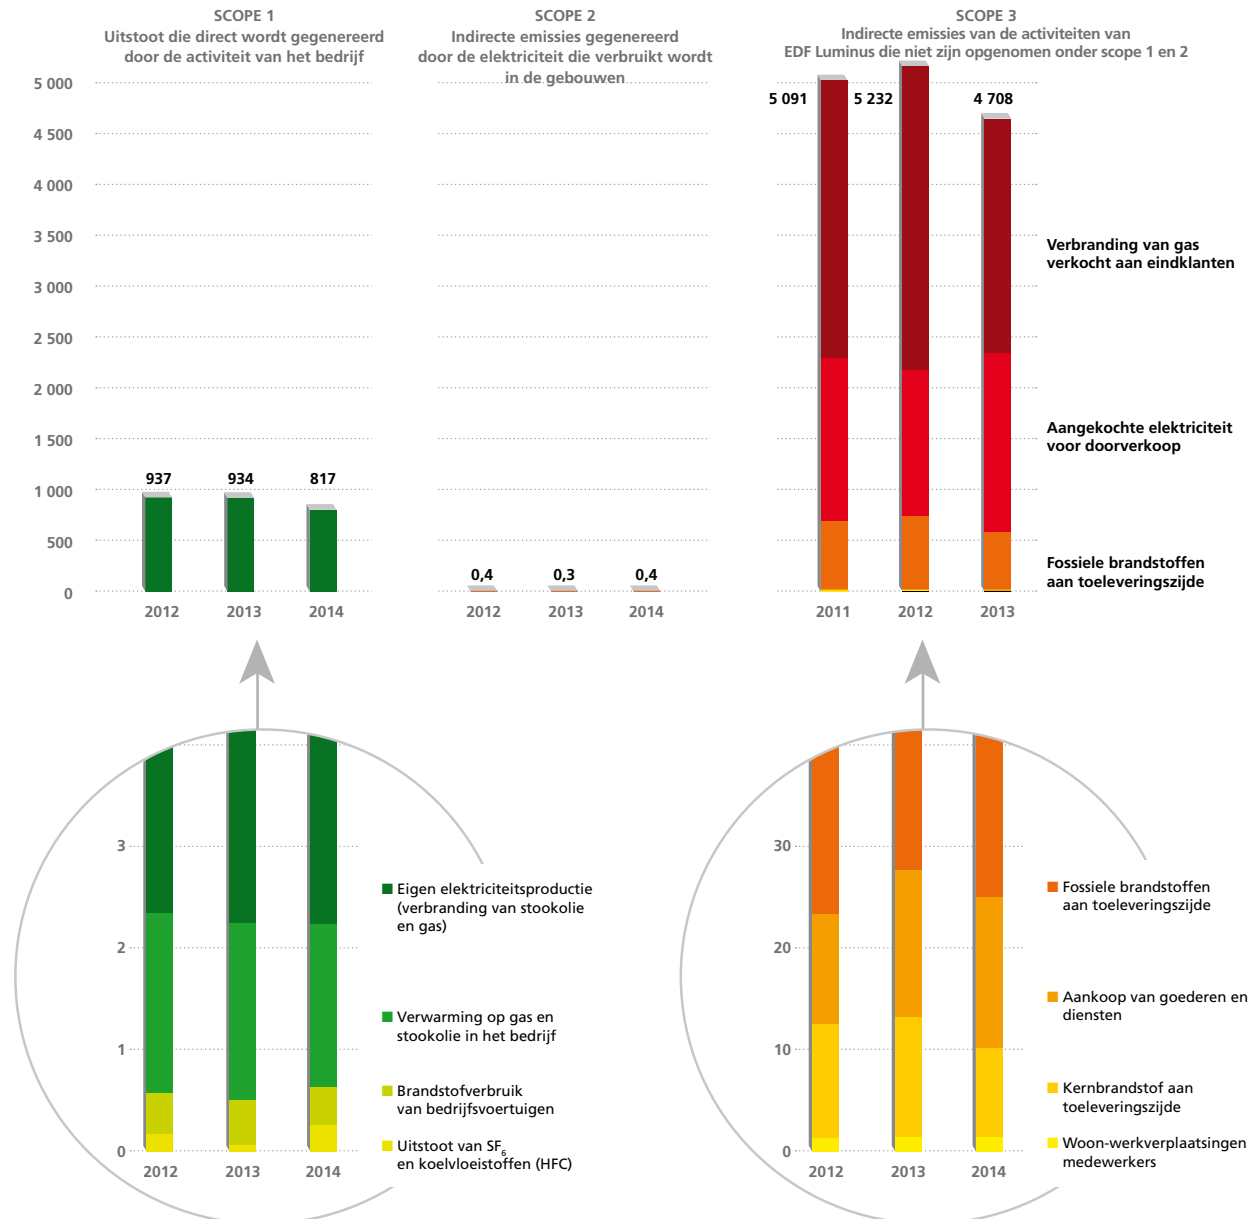 SCOPE 1
Uitstoot die direct wordt gegenereerd
door de activiteit van het bedrijf
SCOPE 2
Indirecte emissies gegenereerd
door de elektriciteit die verbruikt wordt
in de gebouwen
SCOPE 3
Indirecte emissies van de activiteiten van
EDF Luminus die niet zijn opgenomen onder scope 1 en 2
5 000
4 500
4 000
3 500
3 000
2 500
2 000
1 500
1 000
500
0
937
934
817
2012
2013
2014
0,4
0,3
0,4
2012
2013
2014
5 091
5 232
4 708
2011
2012
2013
Verbranding van gas
verkocht aan eindklanten
Aangekochte elektriciteit
voor doorverkoop
Fossiele brandstoffen
aan toeleveringszijde
3
2
1
0
2012
2013
2014
Eigen elektriciteitsproductie
(verbranding van stookolie
en gas)
Verwarming op gas en
stookolie in het bedrijf
Brandstofverbruik
van bedrijfsvoertuigen
Uitstoot van SF6
en koelvloeistoffen (HFC)
30
20
10
0
2012
2013
2014
Fossiele brandstoffen
aan toeleveringszijde
Aankoop van goederen en
diensten
Kernbrandstof aan
toeleveringszijde
Woon-werkverplaatsingen
medewerkers